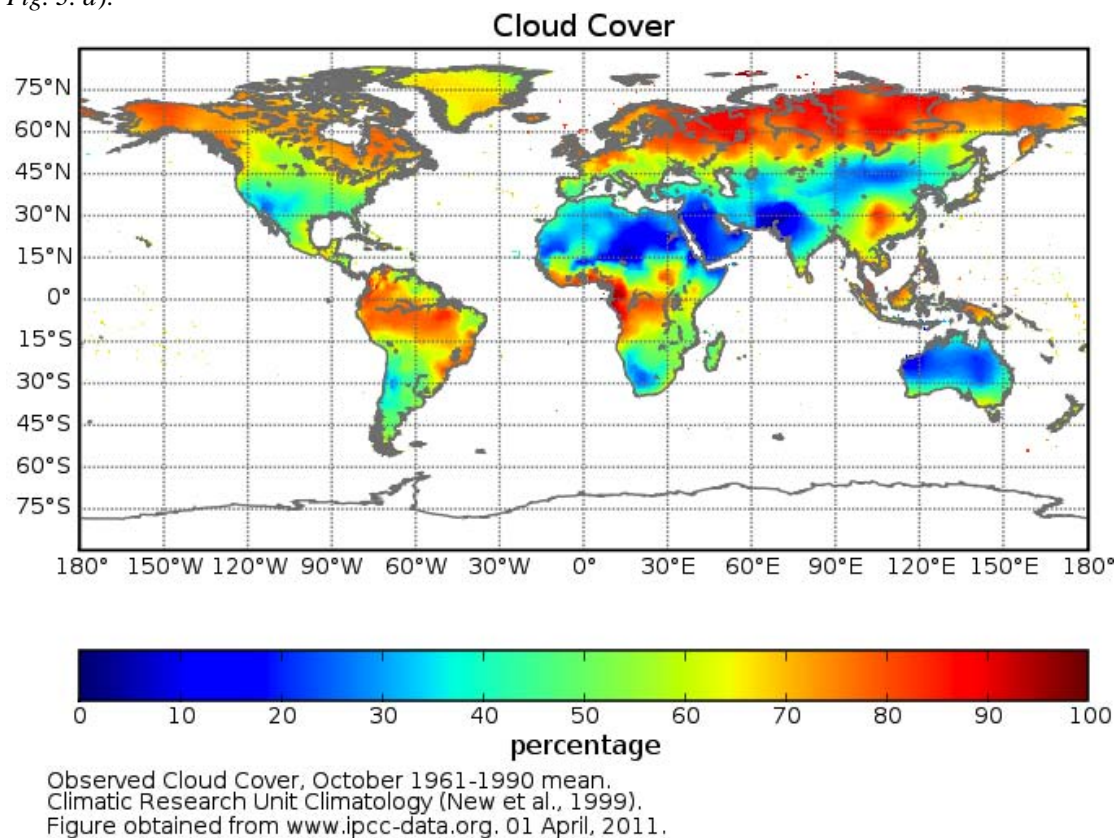 Fig. 3. a).
Cloud Cover
75°N
60°N
45°N
30°N
15°N
0°
15°S
30°S
45°S
60°S
75°S
180° 150°W 120°W 90°W 60°W 30°W 0° 30°E 60°E 90°E 120°E 150°E 180°
0 10 20 30 40 50 60 70 80 90 100
percentage
Observed Cloud Cover, October 1961-1990 mean.
Climatic Research Unit Climatology (New et al., 1999).
Figure obtained from www.ipcc-data.org. 01 April, 2011.